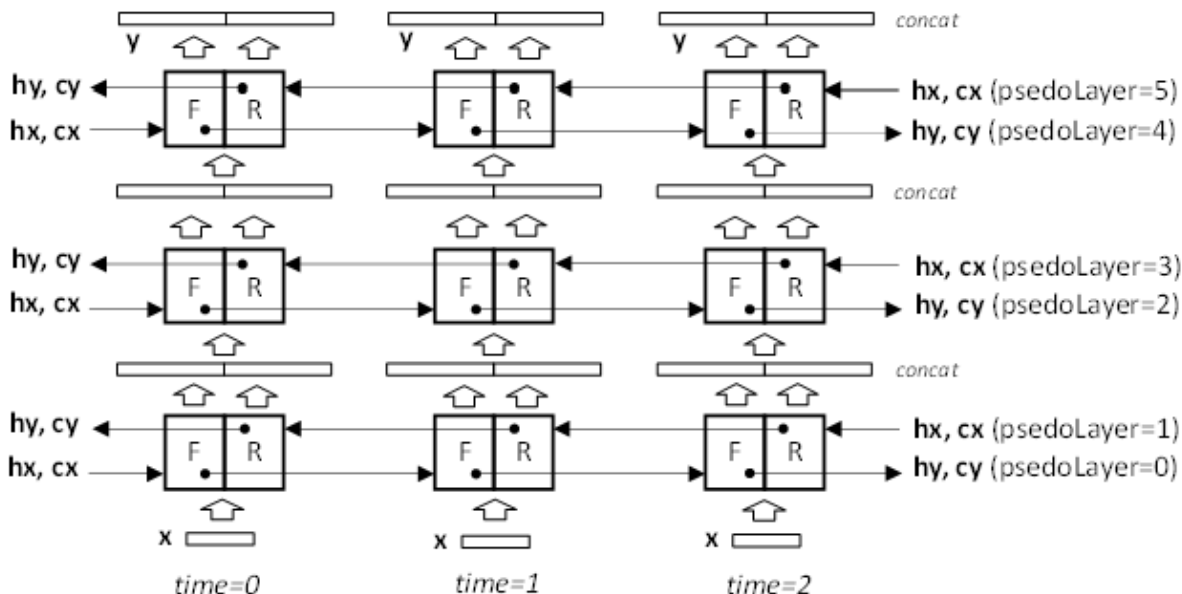 concat
y y y
hy, cy F R F R F R hx, cx (psedoLayer=5)
hx, cx hy, cy (psedoLayer=4)
concat
hy, cy F R F R F R hx, cx (psedoLayer=3)
hx, cx hy, cy (psedoLayer=2)
concat
hy, cy F R F R F R hx, cx (psedoLayer=1)
hx, cx hy, cy (psedoLayer=0)
x x x
time=0 time=1 time=2